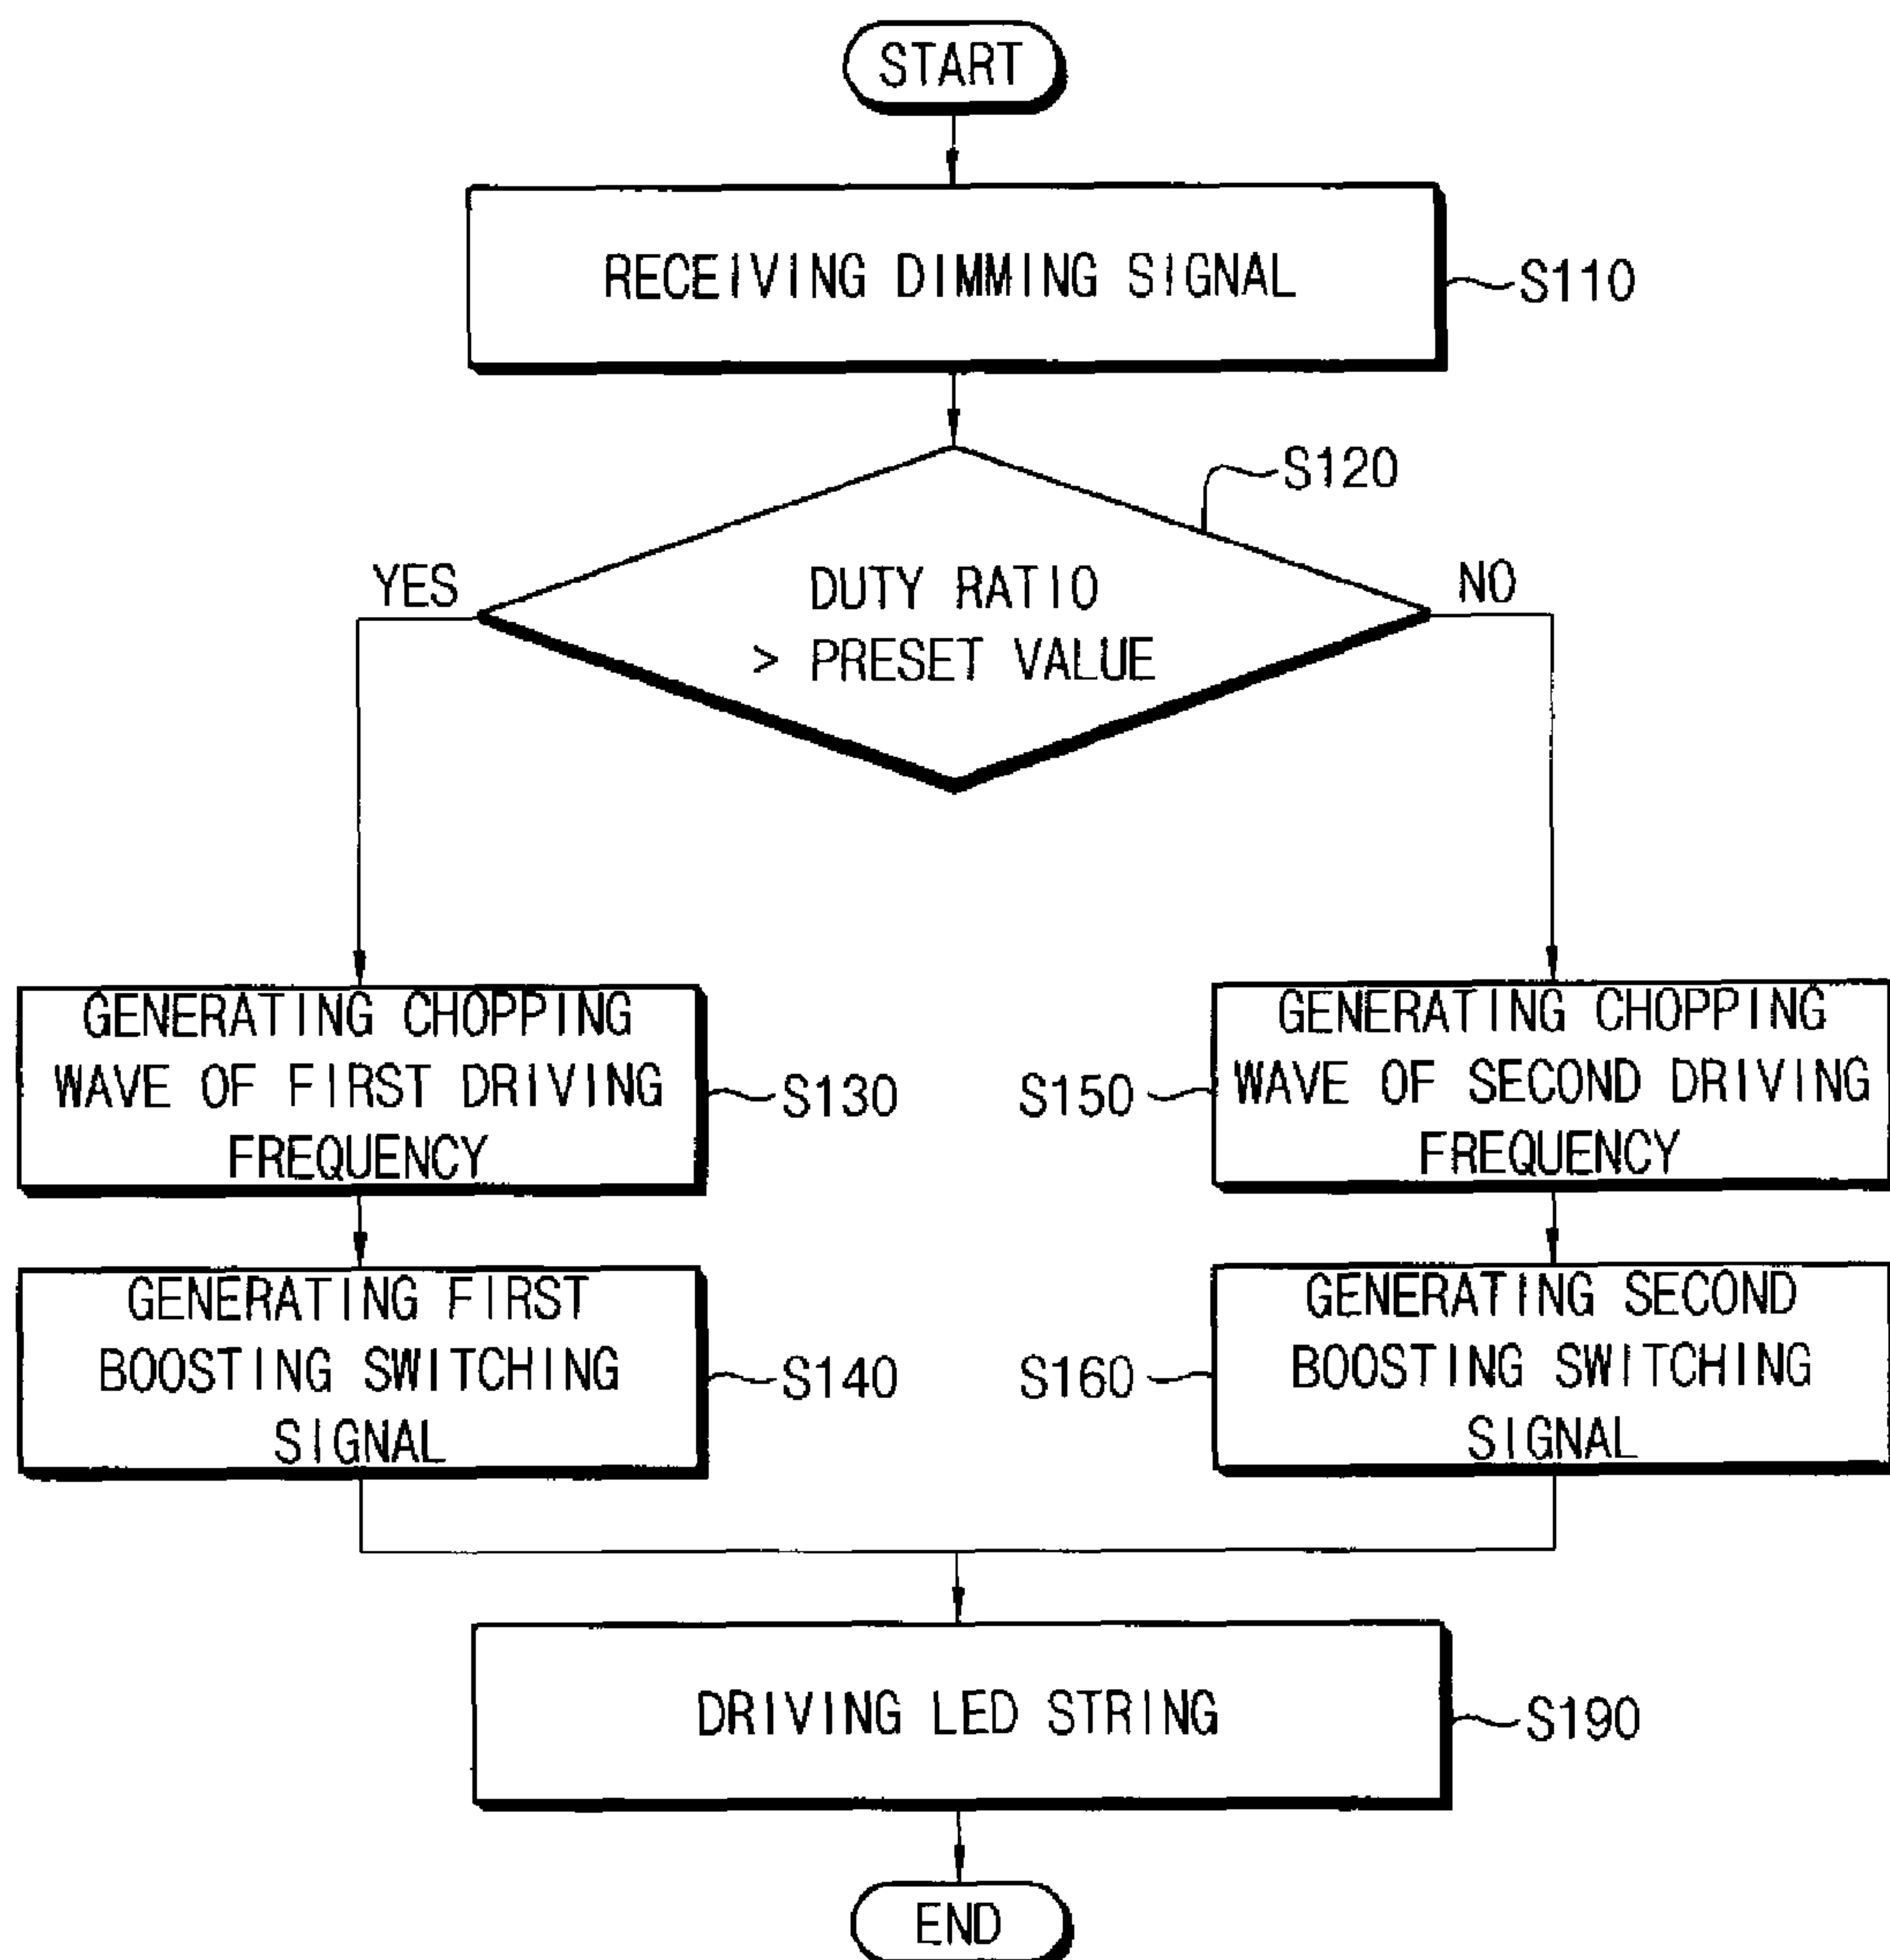 START
RECEIVING DIMMING SIGNAL
S110
S120
YES
NO
DUTY RATIO
> PRESET VALUE
GENERATING CHOPPING
WAVE OF FIRST DRIVING
FREQUENCY
S130
S150
GENERATING CHOPPING
WAVE OF SECOND DRIVING
FREQUENCY
GENERATING FIRST
BOOSTING SWITCHING
SIGNAL
S140
S160
GENERATING SECOND
BOOSTING SWITCHING
SIGNAL
DRIVING LED STRING
S190
END